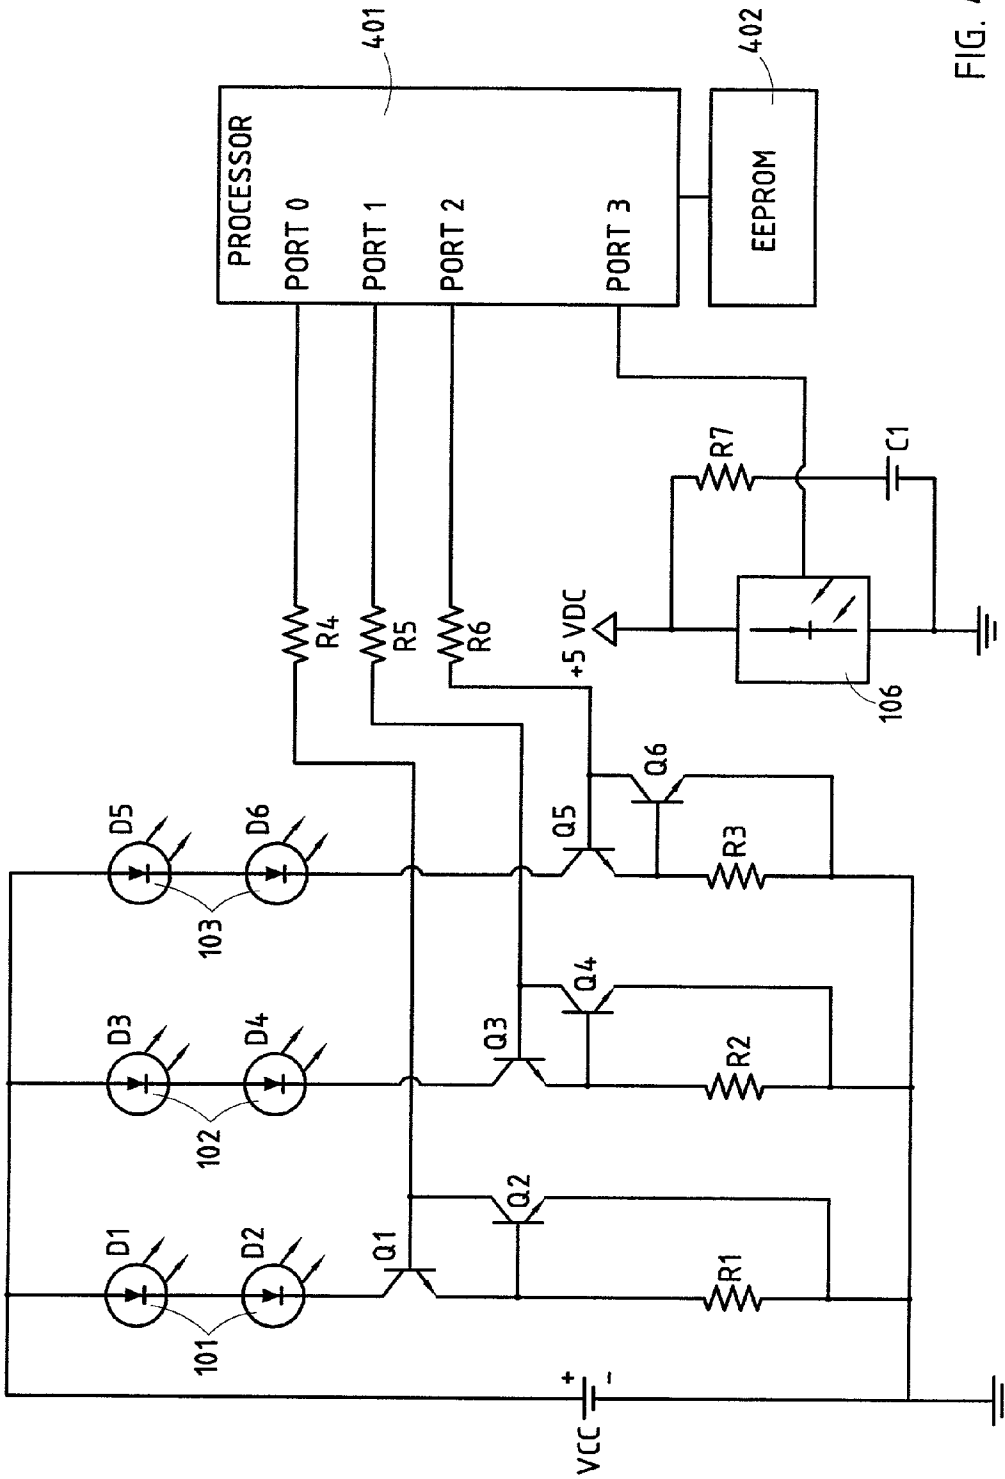 D1
D2
101
D3
D4
102
D5
D6
103
VCC
+
-
Q1
Q2
R1
Q3
Q4
R2
Q5
Q6
R3
R4
R5
R6
PROCESSOR
PORT 0
PORT 1
PORT 2
PORT 3
401
EEPROM
402
+5 VDC
R7
C1
106
FIG.